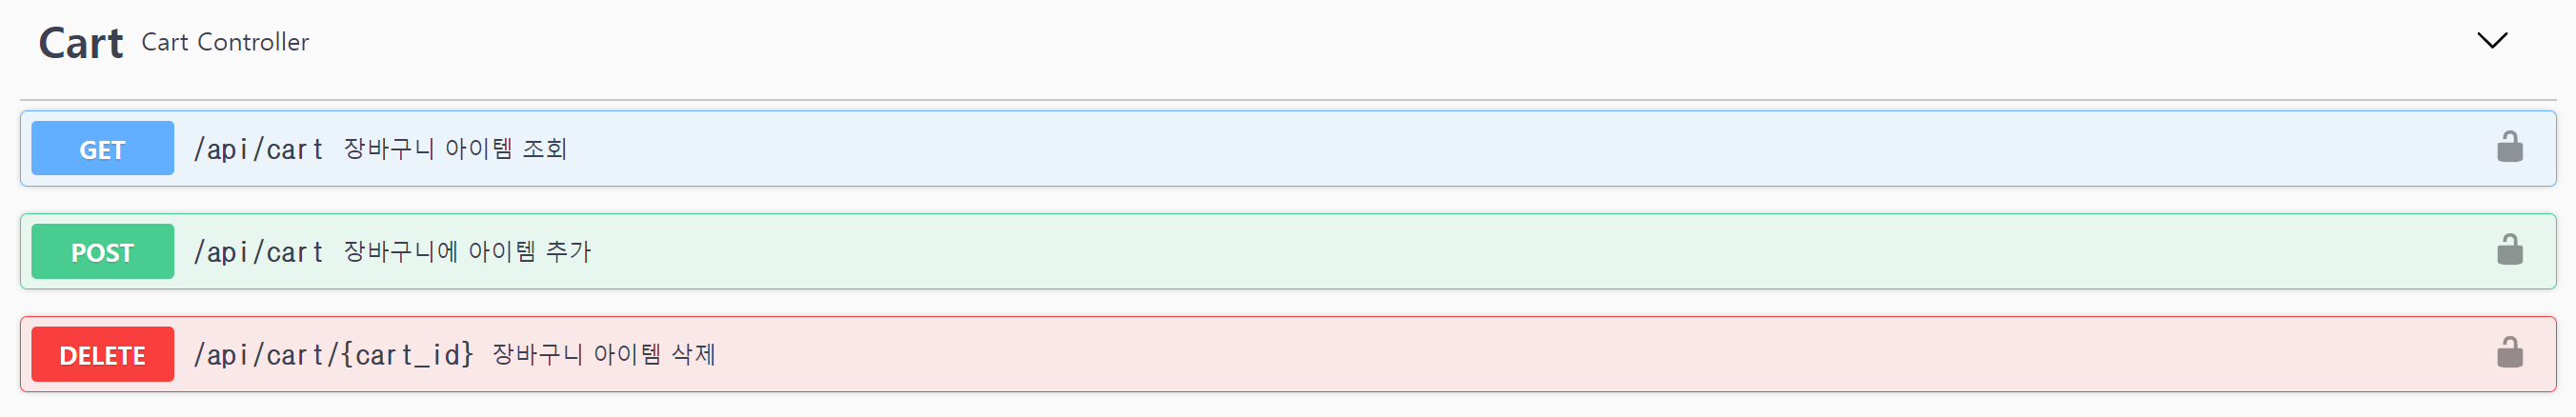 Cart Cart Controller
GET /api/cart 장바구니 아이템 조회
POST /api/cart 장바구니에 아이템 추가
DELETE /api/cart/{cart_id} 장바구니 아이템 삭제